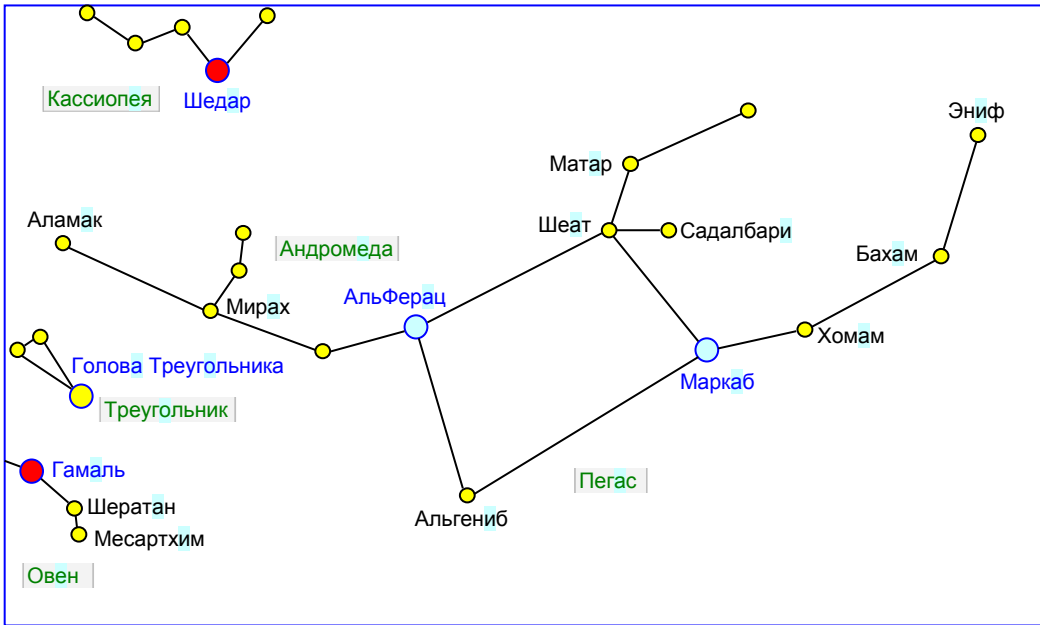 Кассиопея
Шедар
Эниф
Матар
Аламак
Шеат
Садалбари
Андромеда
Бахам
АльФерац
Мирах
Хомам
Голова Треугольника
Маркаб
Треугольник
Гамаль
Пегас
Шератан
Альгениб
Месартхим
Овен